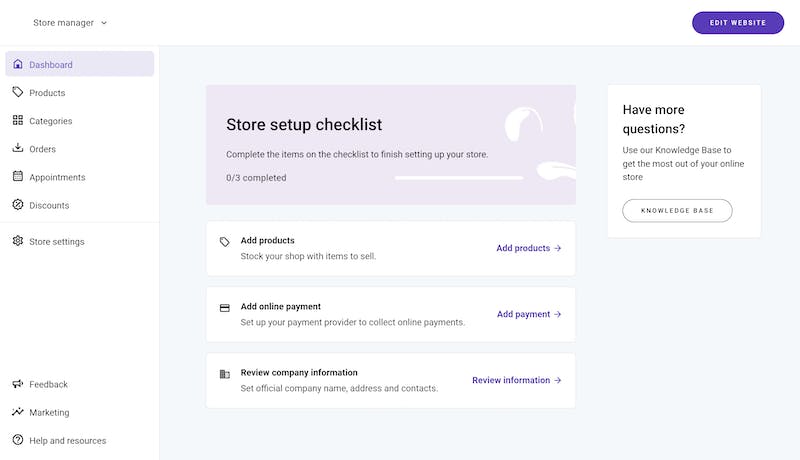 Store manager
EDIT WEBSITE
Dashboard
Products
Categories
Orders
Appointments
Discounts
Store settings
Feedback
Marketing
Help and resources
Store setup checklist
Complete the items on the checklist to finish setting up your store.
0/3 completed
Add products
Stock your shop with items to sell.
Add products →
Add online payment
Set up your payment provider to collect online payments.
Add payment →
Review company information
Set official company name, address and contacts.
Review information →
Have more
questions?
Use our Knowledge Base to
get the most out of your online
store
KNOWLEDGE BASE